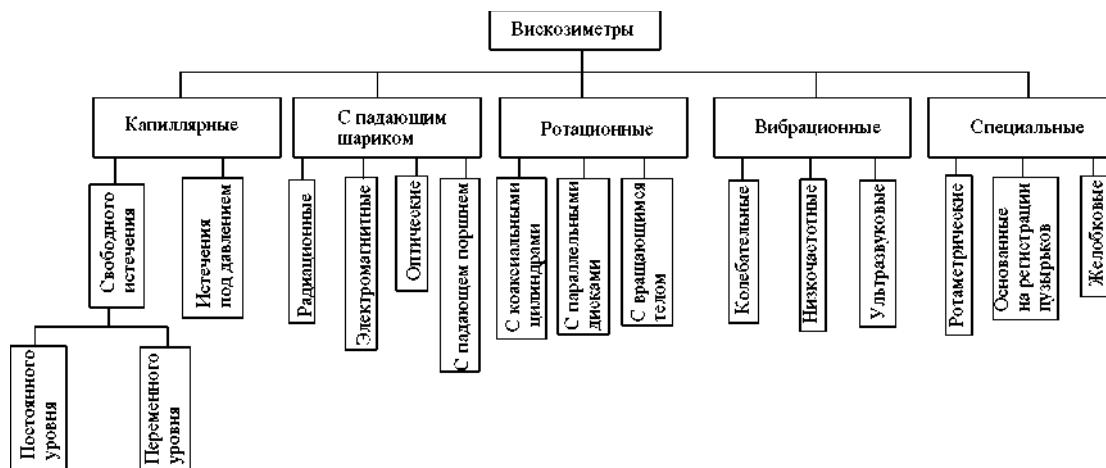 Вискозиметры
Капиллярные
С падающим
шариком
Ротационные
Вибрационные
Специальные
Свободного
истечения
Истечения
под давлением
Радиационные
Электромагнитные
Оптические
С падающем поршнем
С коаксиальными
цилиндрами
С параллельными
дисками
С вращающимся
телом
Колебательные
Низкочастотные
Ультразвуковые
Ротаметрические
Основанные
на регистрации
пузырьков
Желобковые
Постоянного
уровня
Переменного
уровня